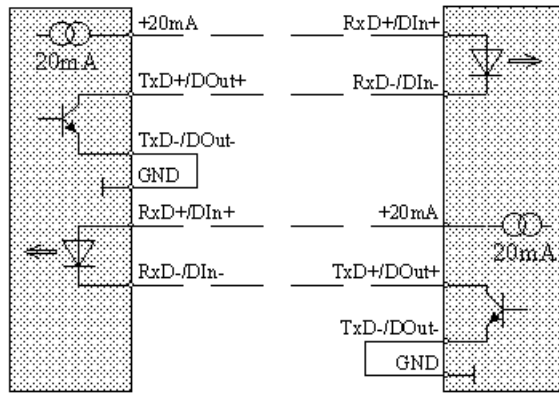 +20mA RxD+/DIn+
20mA
TxD+/DOut+ RxD-/DIn-
TxD-/DOut-
GND
RxD+/DIn+ +20mA
20mA
RxD-/DIn- TxD+/DOut+
TxD-/DOut-
GND